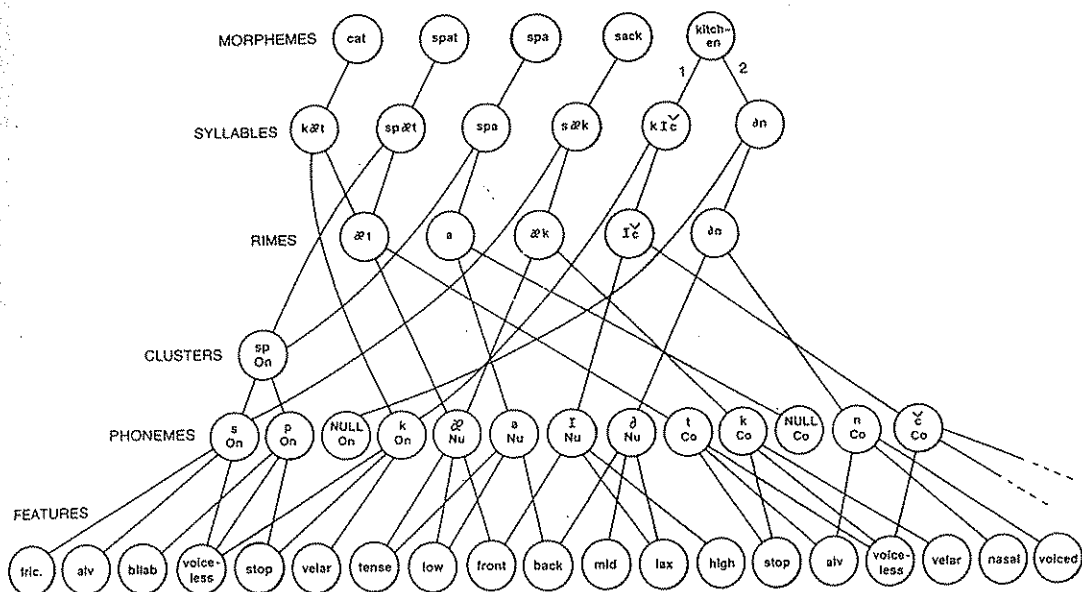 MORPHEMES cat spat spa sack kitch-
en
1 2
SYLLABLES kæt spæt spa sæk kIč ən
RIMES æt a æk Ič ən
CLUSTERS sp
On
PHONEMES s p NULL k æ a I ə t k NULL n č
On On On On Nu Nu Nu Nu Co Co Co Co Co
FEATURES
fric. alv bilab voice-
less stop velar tense low front back mid lax high stop alv voice-
less velar nasal voiced